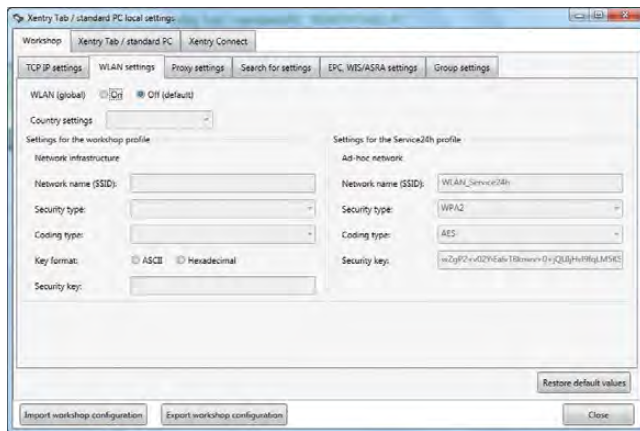 Xentry Tab / standard PC local settings
Workshop Xentry Tab / standard PC Xentry Connect
TCP IP settings WLAN settings Proxy settings Search for settings EPC, WIS/ASRA settings Group settings
WLAN (global) On Off (default)
Country settings
Settings for the workshop profile
Network infrastructure
Network name (SSID):
Security type:
Coding type:
Key format: ASCII Hexadecimal
Security key:
Settings for the Service24h profile
Ad-hoc network
Network name (SSID): WLAN_Service24h
Security type: WPA2
Coding type: AES
Security key:
Restore default values
Import workshop configuration Export workshop configuration Close